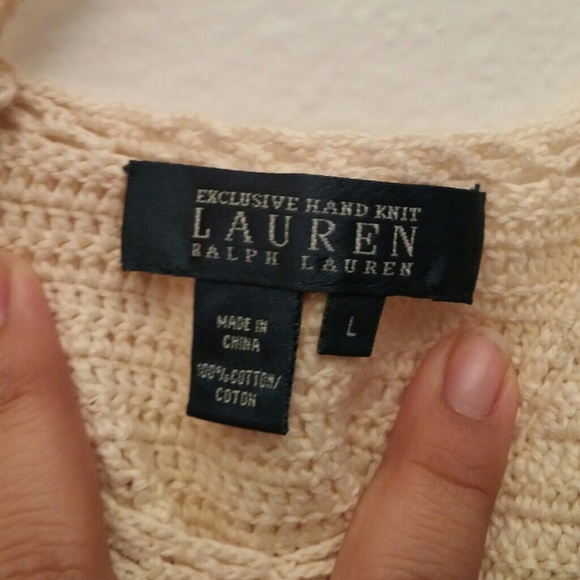 EXCLUSIVE HAND KNIT
LAUREN
RALPH LAUREN
MADE IN
CHINA
100% COTTON/
COTON
L